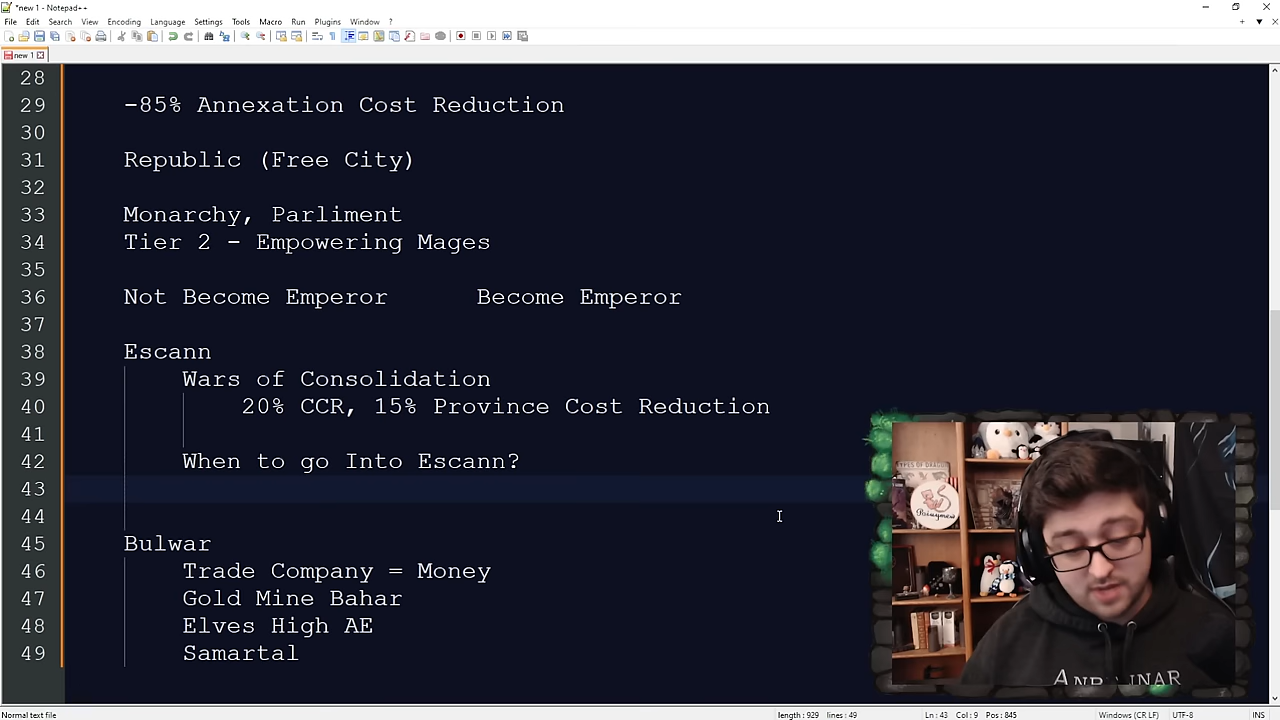 *new 1 - Notepad++
File Edit Search View Encoding Language Settings Tools Macro Run Plugins Window ?
new 1
28
29 -85% Annexation Cost Reduction
30
31 Republic (Free City)
32
33 Monarchy, Parliment
34 Tier 2 - Empowering Mages
35
36 Not Become Emperor Become Emperor
37
38 Escann
39 Wars of Consolidation
40 20% CCR, 15% Province Cost Reduction
41
42 When to go Into Escann?
43
44
45 Bulwar
46 Trade Company = Money
47 Gold Mine Bahar
48 Elves High AE
49 Samartal
Normal text file length : 929 lines : 49 Ln : 43 Col : 9 Pos : 845 Windows (CR LF) UTF-8 INS